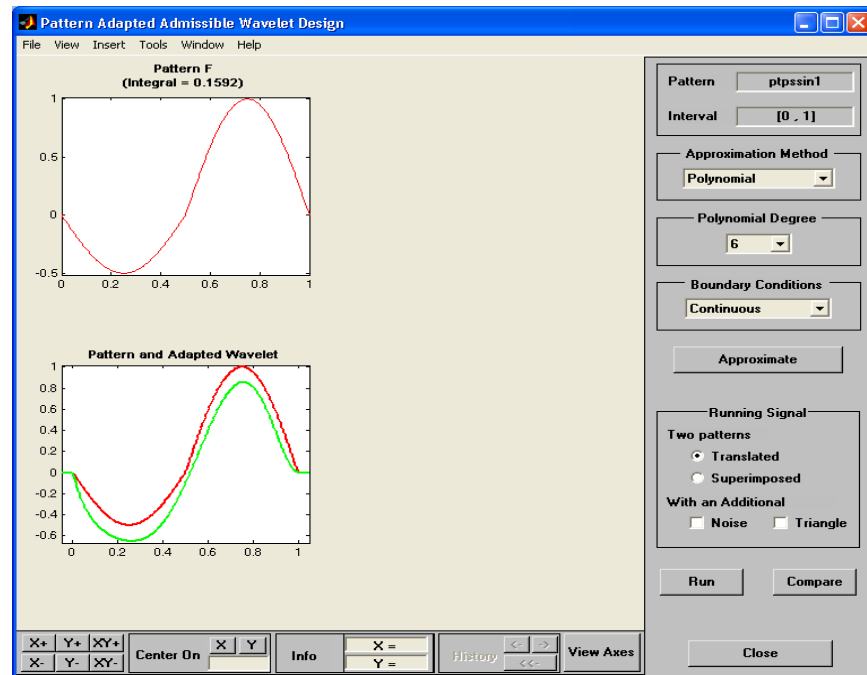 Pattern Adapted Admissible Wavelet Design
File View Insert Tools Window Help
Pattern F
(Integral = 0.1592)
1
0.5
0
-0.5
0 0.2 0.4 0.6 0.8 1
Pattern and Adapted Wavelet
1
0.8
0.6
0.4
0.2
0
-0.2
-0.4
-0.6
0 0.2 0.4 0.6 0.8 1
Pattern ptpssin1
Interval [0 , 1]
Approximation Method
Polynomial
Polynomial Degree
6
Boundary Conditions
Continuous
Approximate
Running Signal
Two patterns
Translated
Superimposed
With an Additional
Noise Triangle
Run Compare
Close
X+ Y+ XY+
X- Y- XY-
Center On X Y
Info X =
Y =
History <- ->
<<-
View Axes